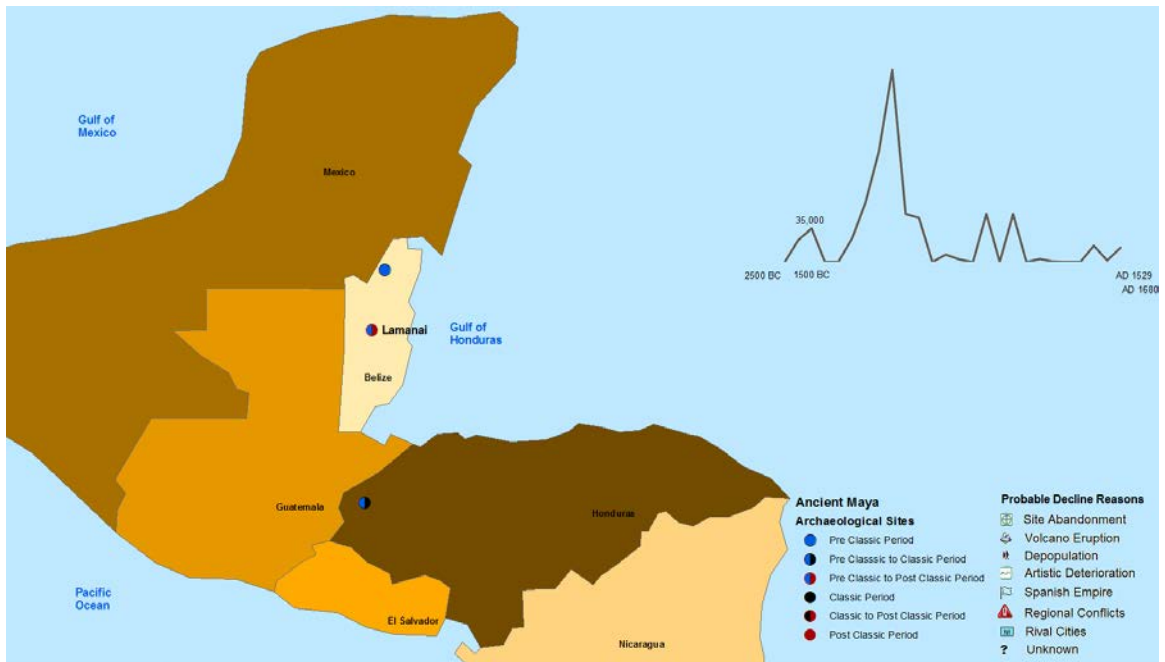 Gulf of
Mexico
Mexico
35,000
2500 BC
1500 BC
AD 1529
AD 1680
Lamanai
Gulf of
Honduras
Belize
Guatemala
Honduras
Pacific
Ocean
El Salvador
Nicaragua
Ancient Maya
Archaeological Sites
Pre Classic Period
Pre Classsic to Classic Period
Pre Classic to Post Classic Period
Classic Period
Classic to Post Classic Period
Post Classic Period
Probable Decline Reasons
Site Abandonment
Volcano Eruption
Depopulation
Artistic Deterioration
Spanish Empire
Regional Conflicts
Rival Cities
? Unknown